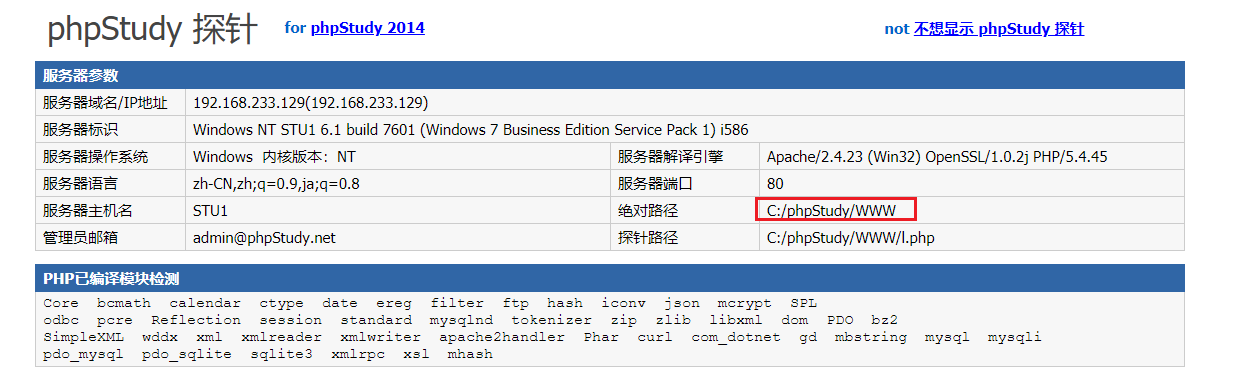 phpStudy 探针 for phpStudy 2014 not 不想显示 phpStudy 探针
服务器参数
服务器域名/IP地址 192.168.233.129(192.168.233.129)
服务器标识 Windows NT STU1 6.1 build 7601 (Windows 7 Business Edition Service Pack 1) i586
服务器操作系统 Windows 内核版本：NT 服务器解译引擎 Apache/2.4.23 (Win32) OpenSSL/1.0.2j PHP/5.4.45
服务器语言 zh-CN,zh;q=0.9,ja;q=0.8 服务器端口 80
服务器主机名 STU1 绝对路径 C:/phpStudy/WWW
管理员邮箱 admin@phpStudy.net 探针路径 C:/phpStudy/WWW/l.php
PHP已编译模块检测
Core bcmath calendar ctype date ereg filter ftp hash iconv json mcrypt SPL
odbc pcre Reflection session standard mysqlnd tokenizer zip zlib libxml dom PDO bz2
SimpleXML wddx xml xmlreader xmlwriter apache2handler Phar curl com_dotnet gd mbstring mysql mysqli
pdo_mysql pdo_sqlite sqlite3 xmlrpc xsl mhash